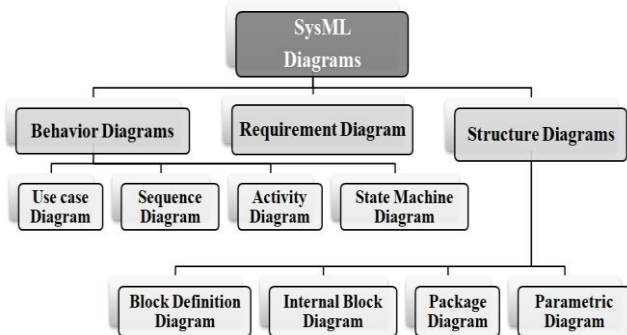 SysML
Diagrams
Behavior Diagrams
Requirement Diagram
Structure Diagrams
Use case
Diagram
Sequence
Diagram
Activity
Diagram
State Machine
Diagram
Block Definition
Diagram
Internal Block
Diagram
Package
Diagram
Parametric
Diagram